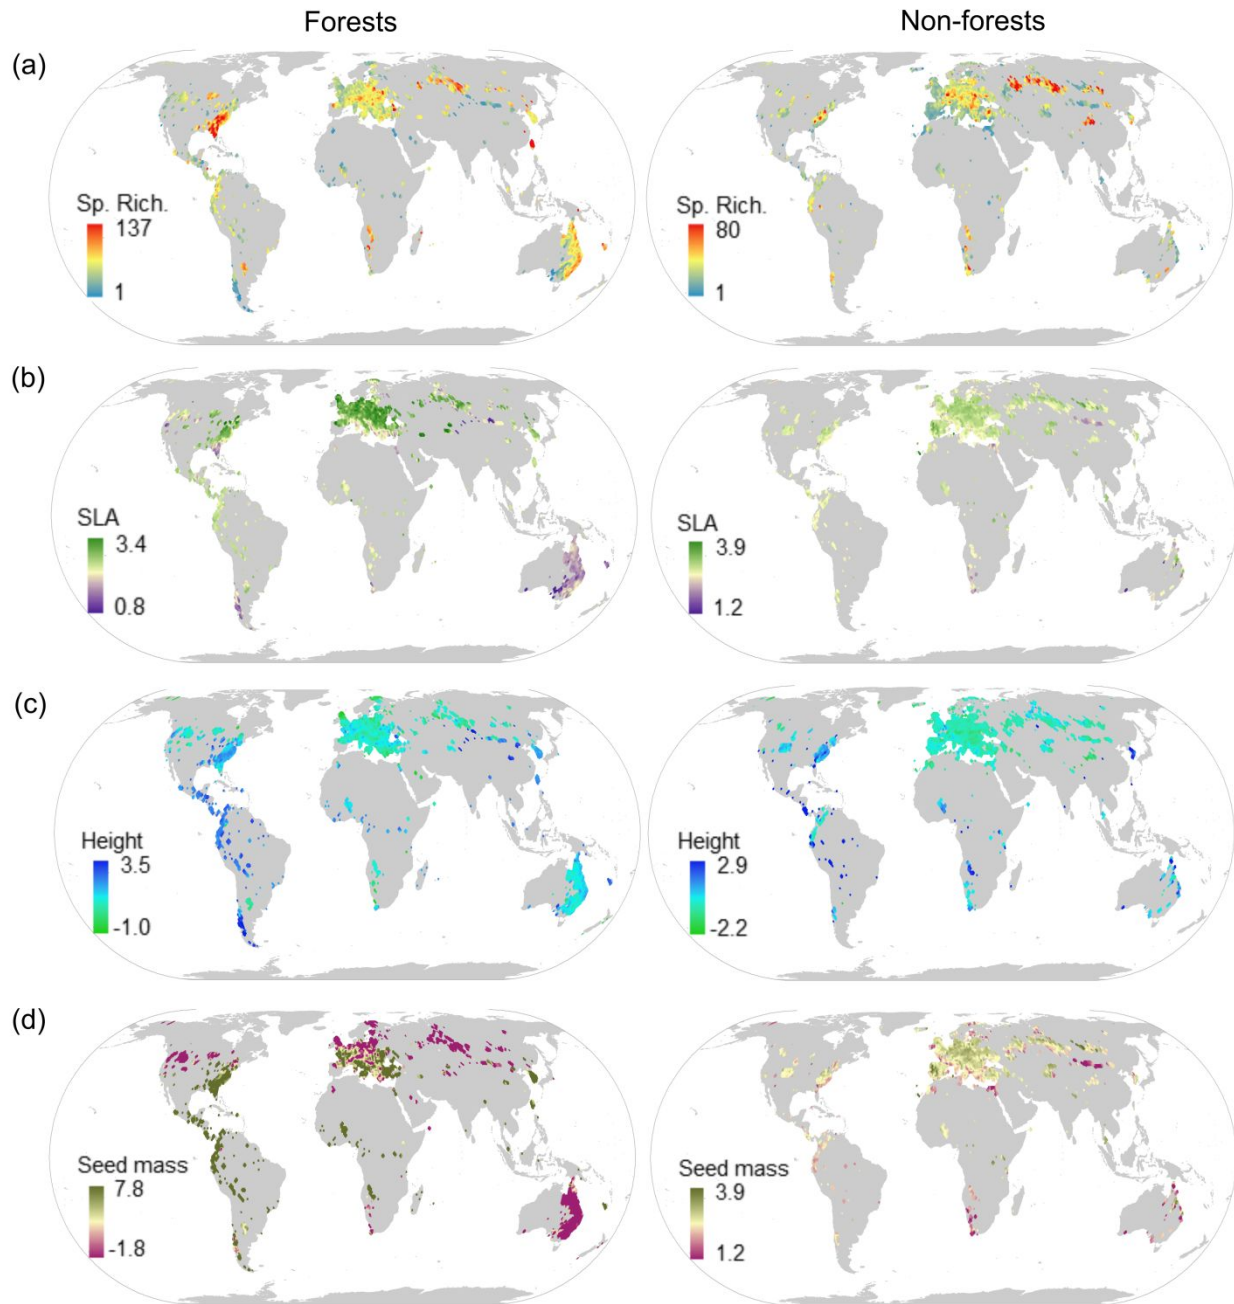 Forests
Non-forests
(a)
Sp. Rich.
137
1
Sp. Rich.
80
1
(b)
SLA
3.4
0.8
SLA
3.9
1.2
(c)
Height
3.5
-1.0
Height
2.9
-2.2
(d)
Seed mass
7.8
-1.8
Seed mass
3.9
1.2